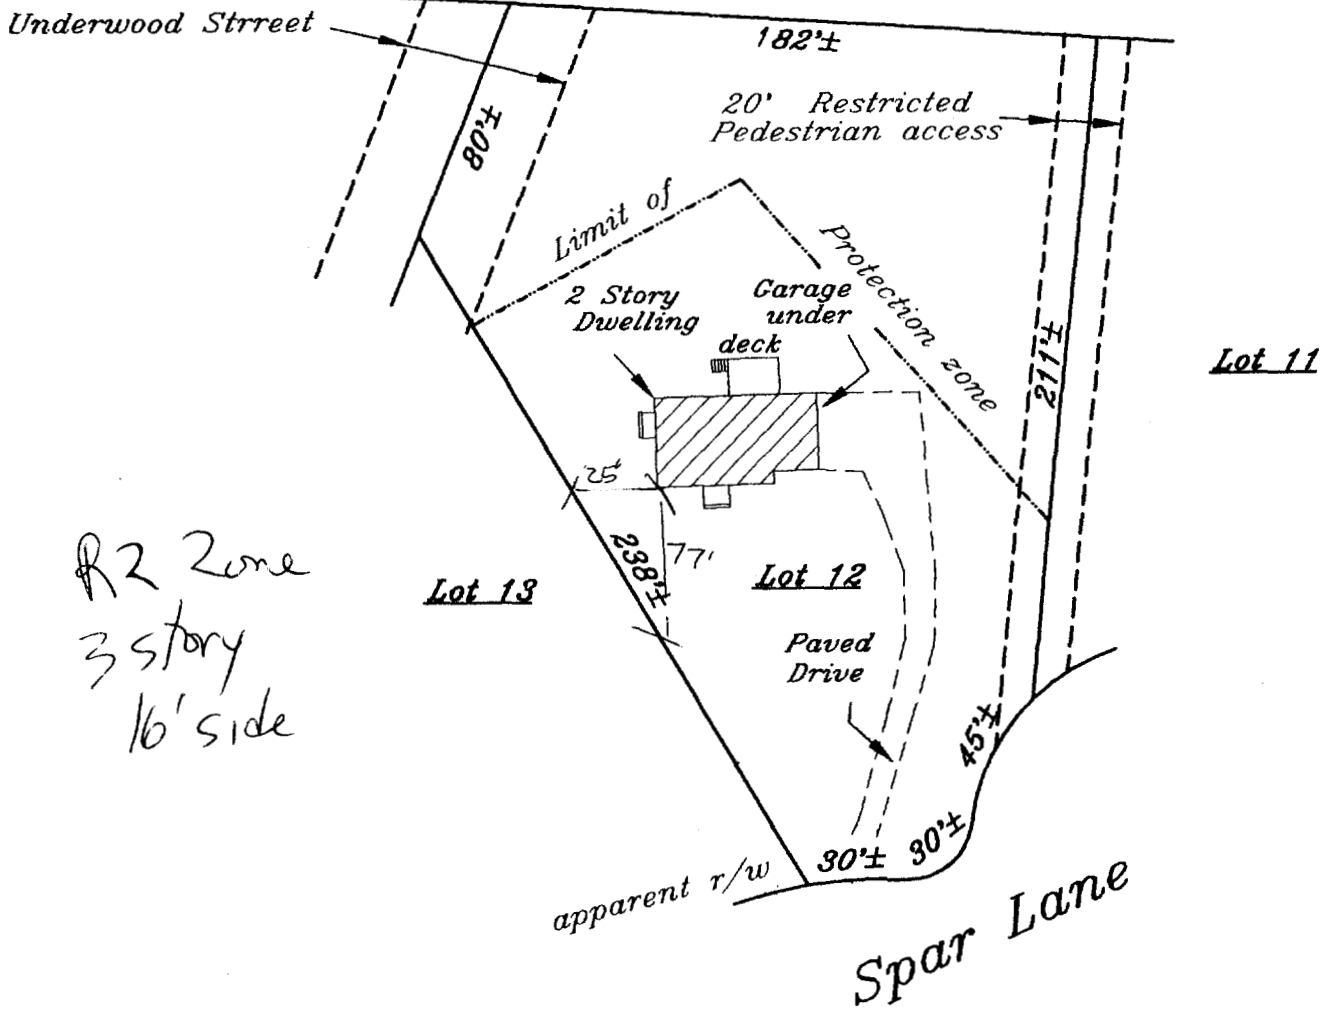 Underwood Strreet
182'±
80'±
20' Restricted
Pedestrian access
Limit of
Protection zone
2 Story
Dwelling
Garage
under
deck
211'±
Lot 11
25'
238'±
77'
R2 Zone
3 story
16' side
Lot 13
Lot 12
Paved
Drive
45'±
30'±
30'±
apparent r/w
Spar Lane